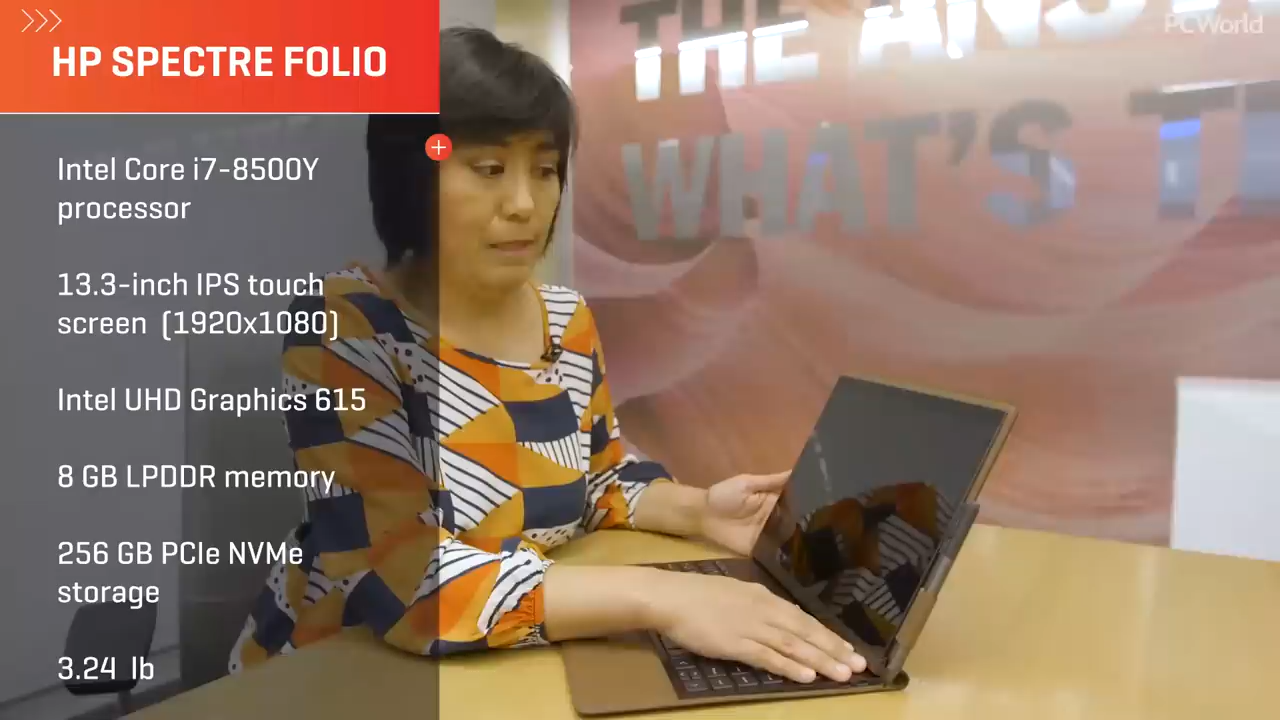 HP SPECTRE FOLIO
PCWorld
Intel Core i7-8500Y
processor
13.3-inch IPS touch
screen (1920x1080)
Intel UHD Graphics 615
8 GB LPDDR memory
256 GB PCIe NVMe
storage
3.24 lb
THE
WHAT'S